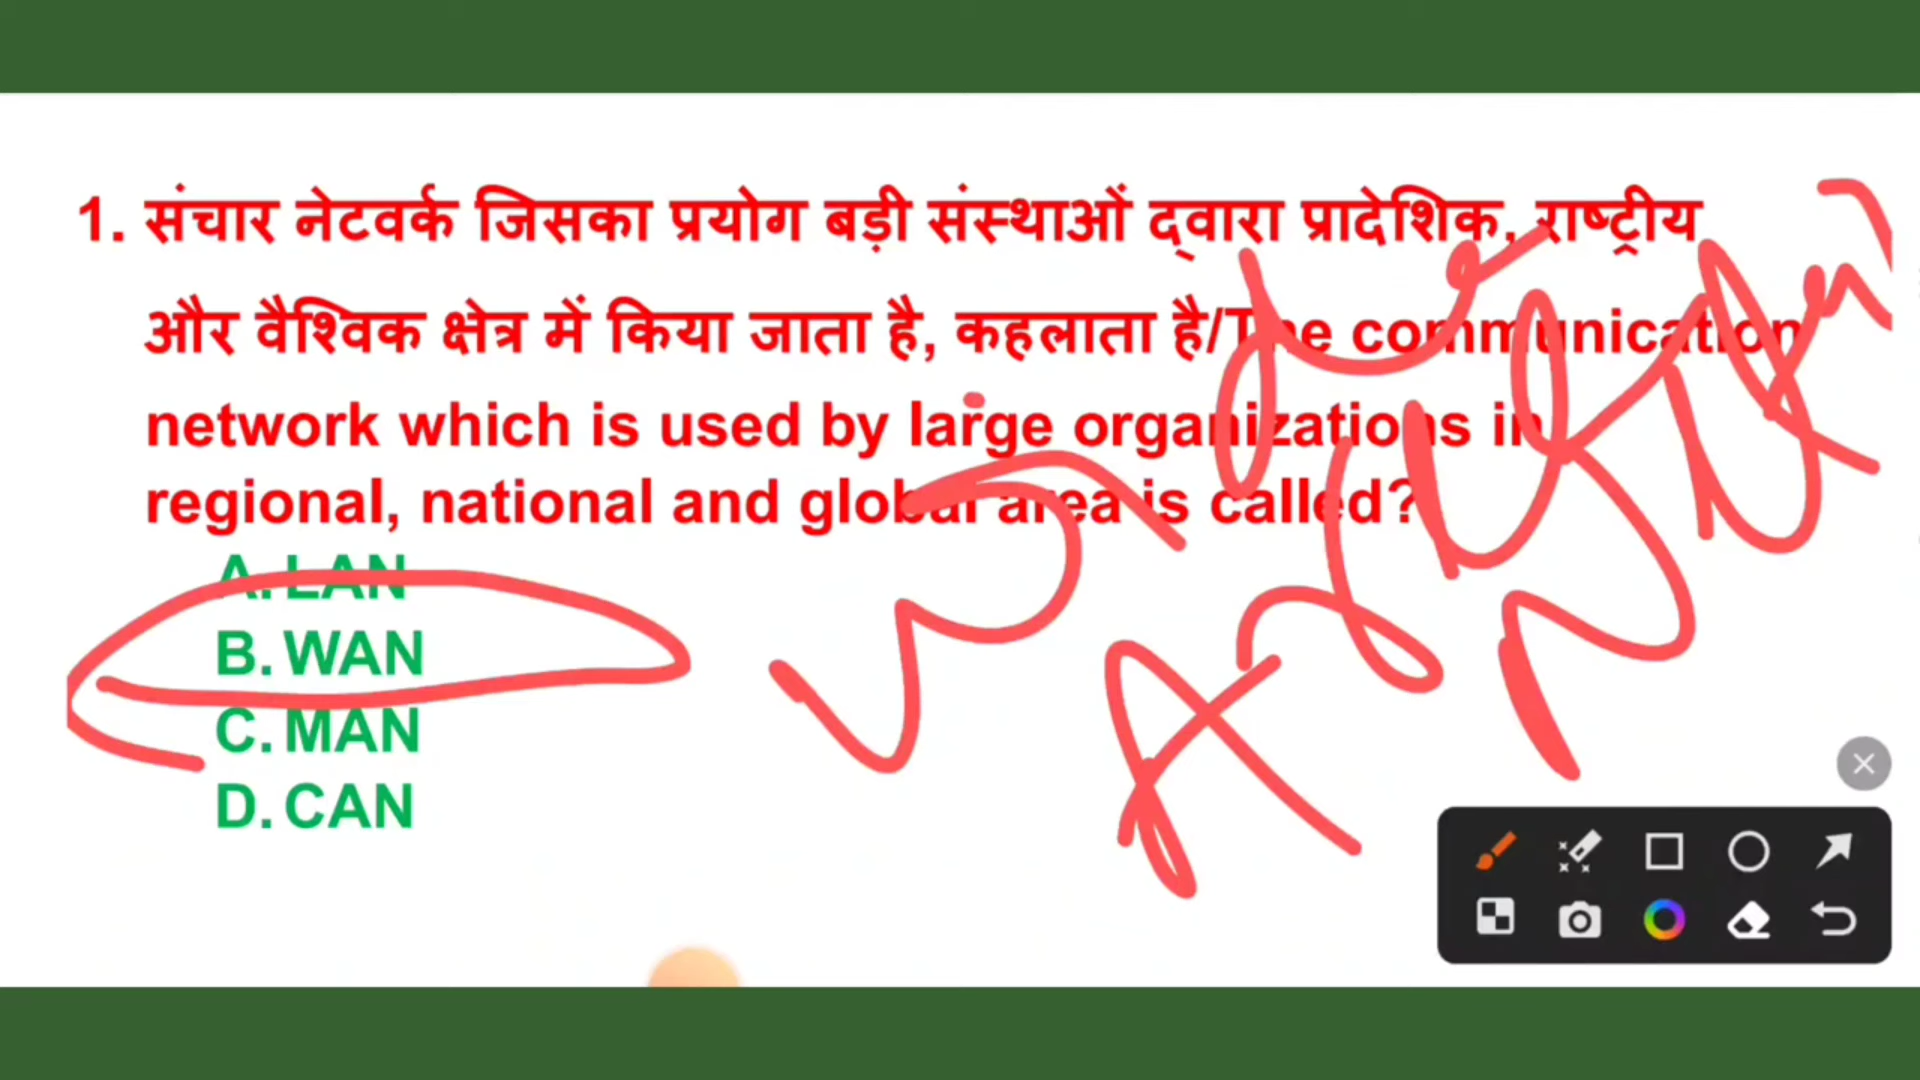 1. संचार नेटवर्क जिसका प्रयोग बड़ी संस्थाओं द्वारा प्रादेशिक, राष्ट्रीय
और वैश्विक क्षेत्र में किया जाता है, कहलाता है/The communication
network which is used by large organizations in
regional, national and global area is called?
A. LAN
B. WAN
C. MAN
D. CAN